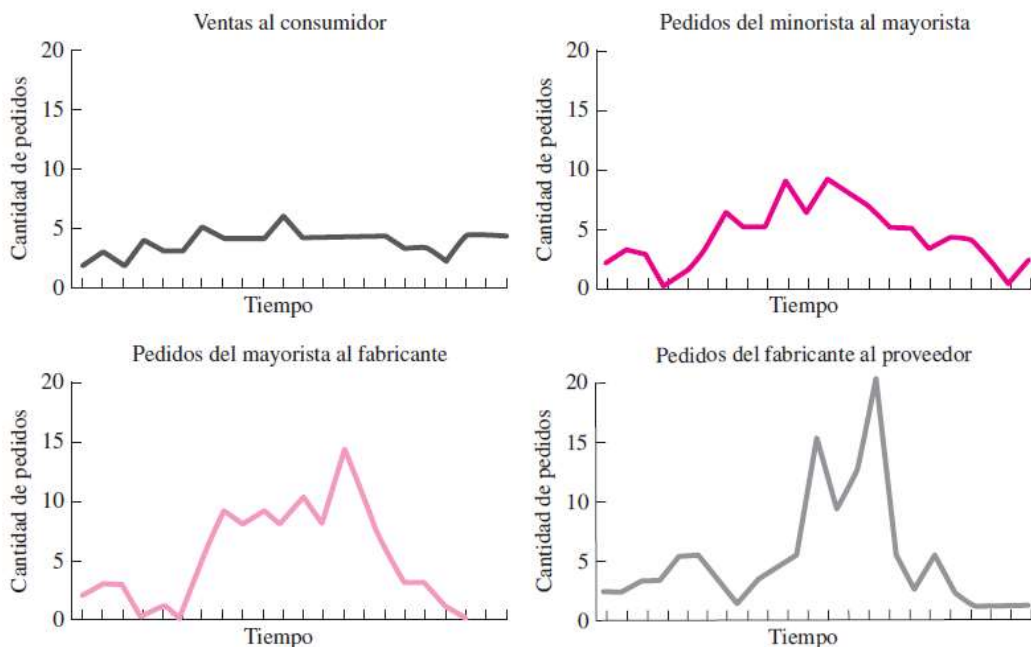 Ventas al consumidor
20
15
10
5
0
Cantidad de pedidos
Tiempo
Pedidos del minorista al mayorista
20
15
10
5
0
Cantidad de pedidos
Tiempo
Pedidos del mayorista al fabricante
20
15
10
5
0
Cantidad de pedidos
Tiempo
Pedidos del fabricante al proveedor
20
15
10
5
0
Cantidad de pedidos
Tiempo